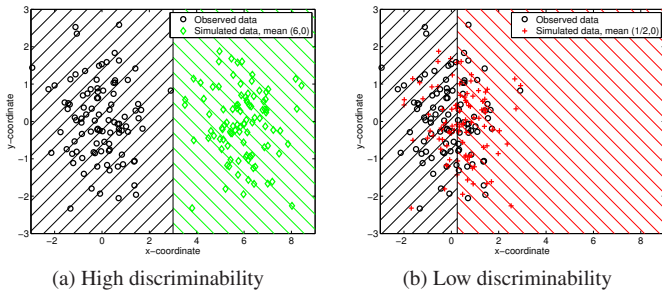 3
2
1
0
−1
−2
−3
y−coordinate
−2
0
2
4
6
8
x−coordinate
Observed data
Simulated data, mean (6,0)
(a) High discriminability
3
2
1
0
−1
−2
−3
y−coordinate
−2
0
2
4
6
8
x−coordinate
Observed data
Simulated data, mean (1/2,0)
(b) Low discriminability